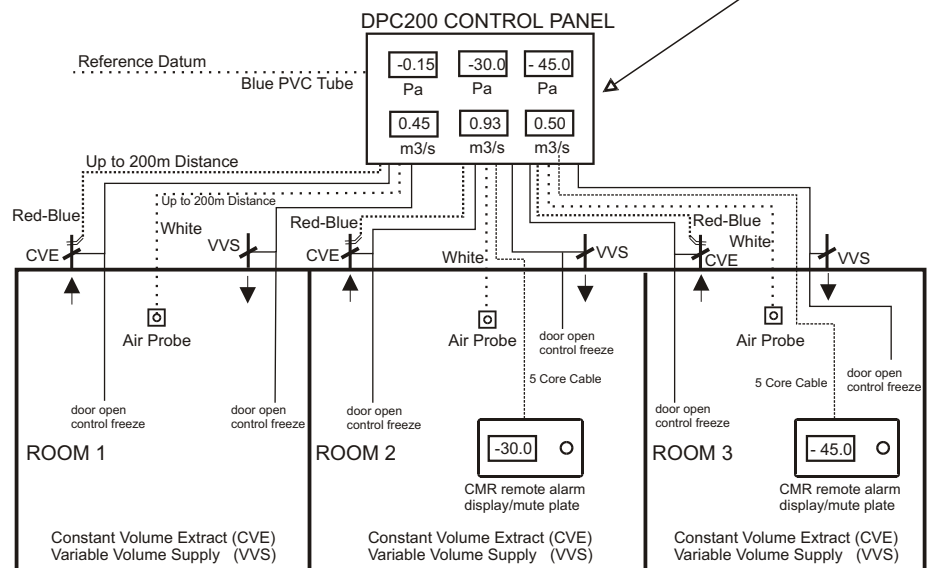 DPC200 CONTROL PANEL
Reference Datum
Blue PVC Tube
-0.15 -30.0 - 45.0
Pa Pa Pa
0.45 0.93 0.50
m3/s m3/s m3/s
Up to 200m Distance
Up to 200m Distance
Red-Blue White VVS Red-Blue White VVS Red-Blue White VVS
CVE CVE CVE
Air Probe Air Probe Air Probe
door open
control freeze
5 Core Cable
5 Core Cable
door open
control freeze
door open
control freeze
door open
control freeze
door open
control freeze
door open
control freeze
ROOM 1 ROOM 2 ROOM 3
-30.0 - 45.0
CMR remote alarm
display/mute plate
CMR remote alarm
display/mute plate
Constant Volume Extract (CVE)
Variable Volume Supply (VVS)
Constant Volume Extract (CVE)
Variable Volume Supply (VVS)
Constant Volume Extract (CVE)
Variable Volume Supply (VVS)